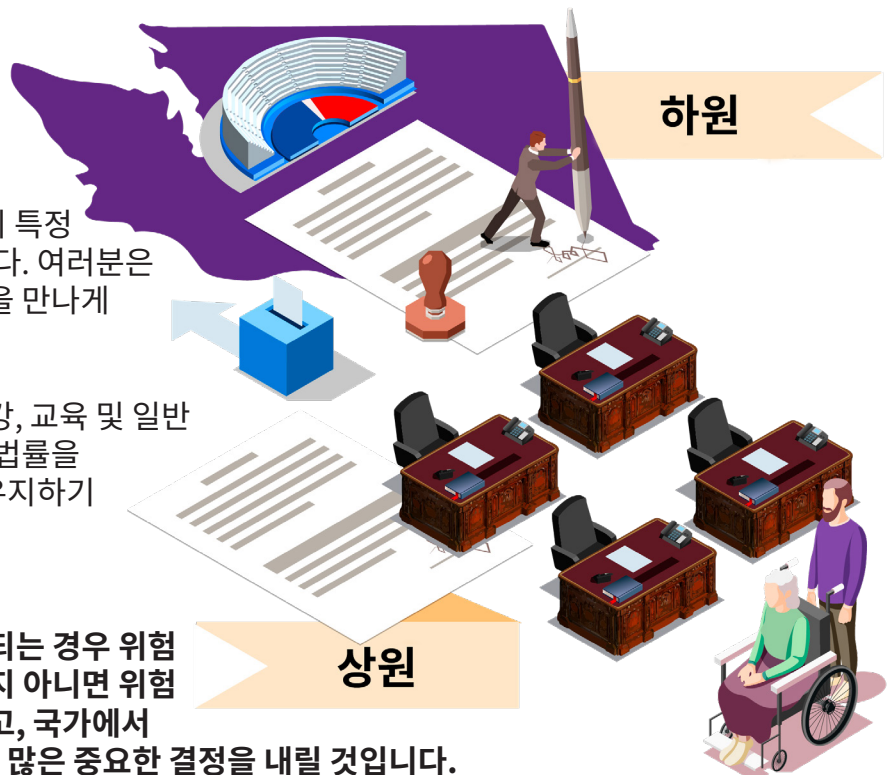 하원
특정
다. 여러분은
을 만나게
강, 교육 및 일반
법률을
유지하기
되는 경우 위험
지 아니면 위험
고, 국가에서
많은 중요한 결정을 내릴 것입니다.
상원